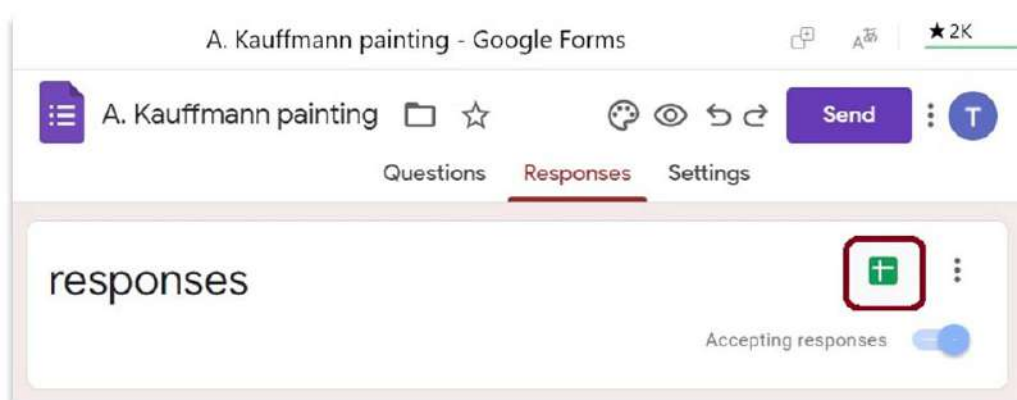 A. Kauffmann painting - Google Forms
★ 2K
A. Kauffmann painting
Send
T
Questions Responses Settings
responses
Accepting responses